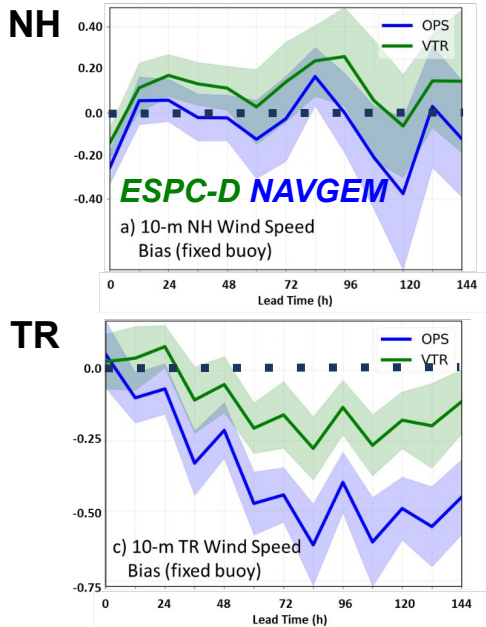 NH
0.40
0.20
0.0
-0.20
-0.40
OPS
VTR
ESPC-D NAVGEM
a) 10-m NH Wind Speed
Bias (fixed buoy)
0 24 48 72 96 120 144
Lead Time (h)
TR
0.0
-0.25
-0.50
-0.75
OPS
VTR
c) 10-m TR Wind Speed
Bias (fixed buoy)
0 24 48 72 96 120 144
Lead Time (h)